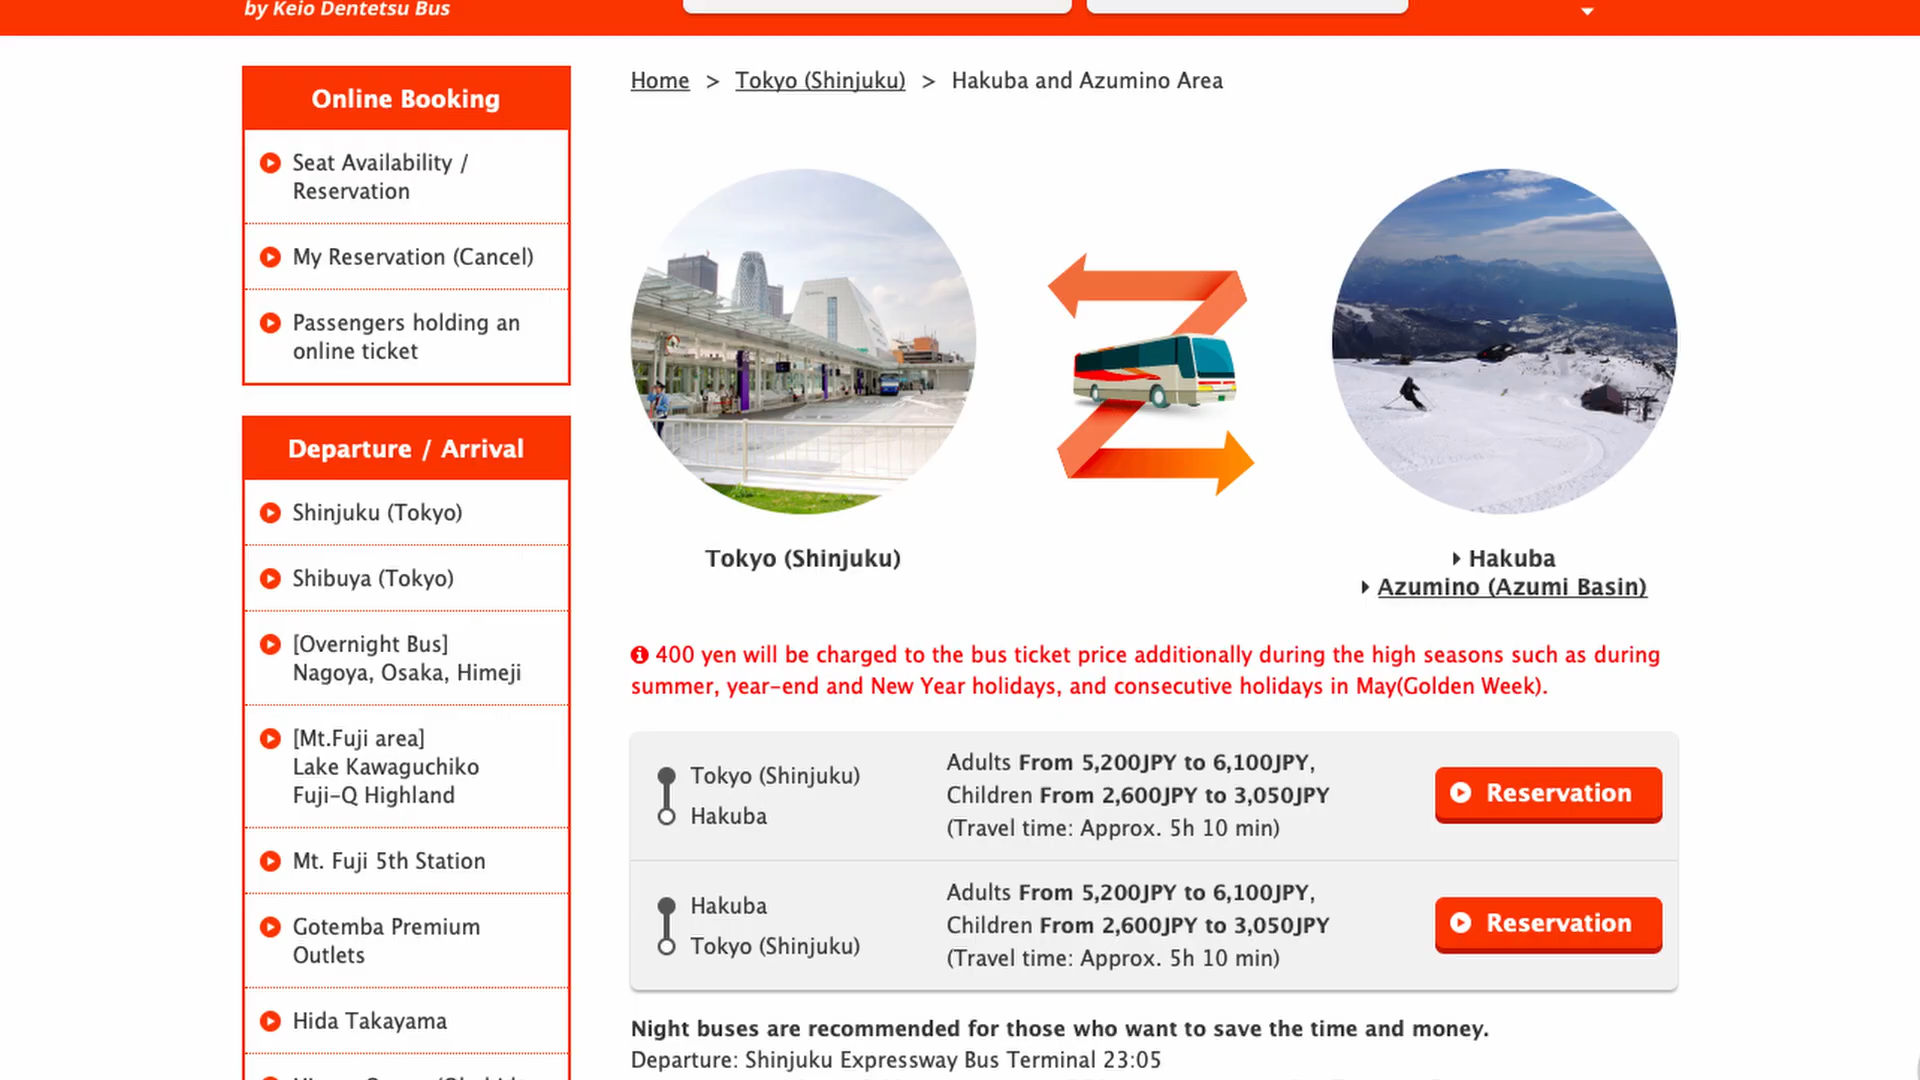 by Keio Dentetsu Bus
Online Booking
Seat Availability /
Reservation
My Reservation (Cancel)
Passengers holding an
online ticket
Departure / Arrival
Shinjuku (Tokyo)
Shibuya (Tokyo)
[Overnight Bus]
Nagoya, Osaka, Himeji
[Mt.Fuji area]
Lake Kawaguchiko
Fuji-Q Highland
Mt. Fuji 5th Station
Gotemba Premium
Outlets
Hida Takayama
Home > Tokyo (Shinjuku) > Hakuba and Azumino Area
Tokyo (Shinjuku)
Hakuba
Azumino (Azumi Basin)
400 yen will be charged to the bus ticket price additionally during the high seasons such as during
summer, year-end and New Year holidays, and consecutive holidays in May(Golden Week).
Tokyo (Shinjuku)
Hakuba
Adults From 5,200JPY to 6,100JPY,
Children From 2,600JPY to 3,050JPY
(Travel time: Approx. 5h 10 min)
Reservation
Hakuba
Tokyo (Shinjuku)
Adults From 5,200JPY to 6,100JPY,
Children From 2,600JPY to 3,050JPY
(Travel time: Approx. 5h 10 min)
Reservation
Night buses are recommended for those who want to save the time and money.
Departure: Shinjuku Expressway Bus Terminal 23:05